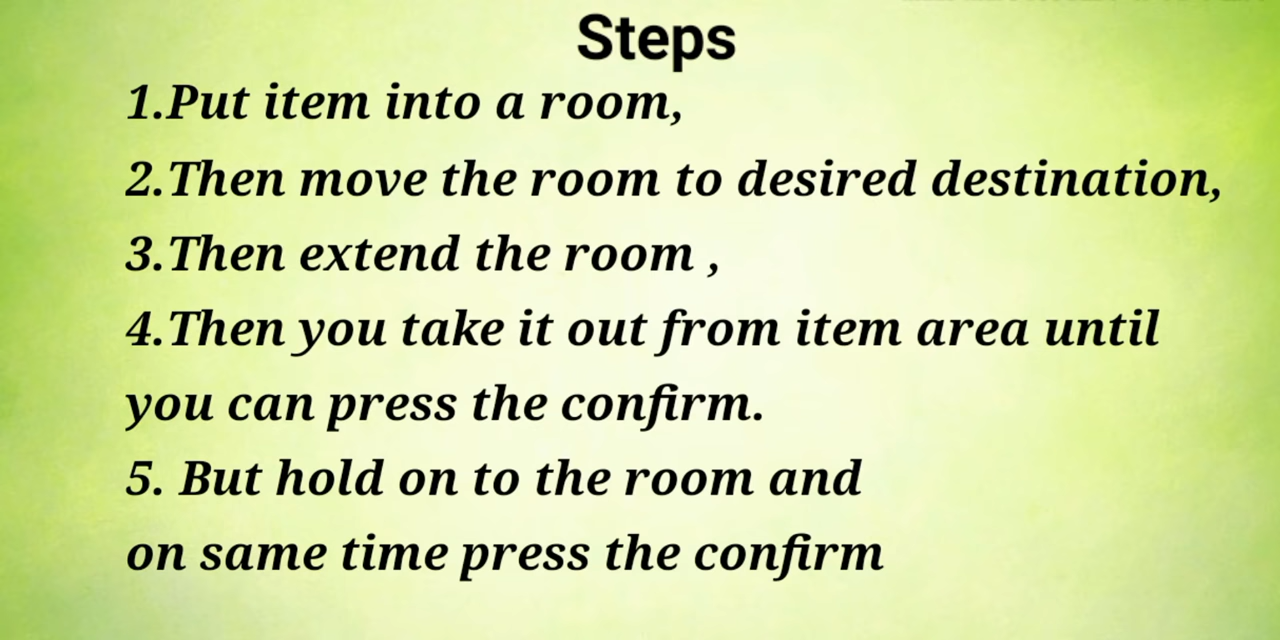 Steps
1.Put item into a room,
2.Then move the room to desired destination,
3.Then extend the room ,
4.Then you take it out from item area until
you can press the confirm.
5. But hold on to the room and
on same time press the confirm